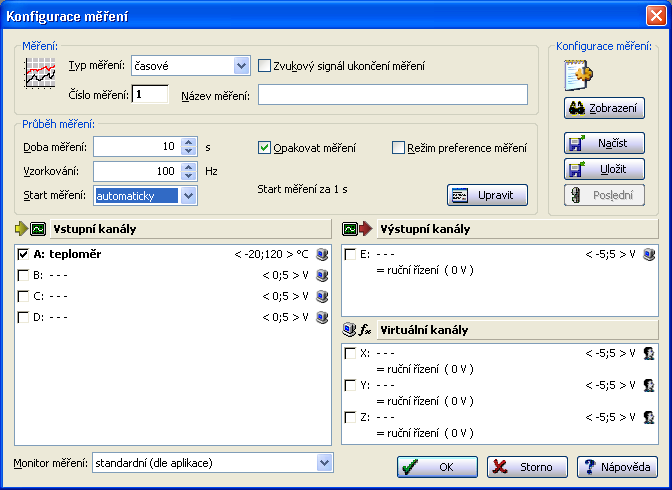 Konfigurace měření
Měření:
Typ měření: časové
Zvukový signál ukončení měření
Číslo měření: 1
Název měření:
Průběh měření:
Doba měření: 10 s
Opakovat měření
Režim preference měření
Vzorkování: 100 Hz
Start měření: automaticky
Start měření za 1 s
Upravit
Konfigurace měření:
Zobrazení
Načíst
Uložit
Poslední
Vstupní kanály
A: teploměr < -20;120 > °C
B: - - - < 0;5 > V
C: - - - < 0;5 > V
D: - - - < 0;5 > V
Výstupní kanály
E: - - - < -5;5 > V
= ruční řízení ( 0 V )
fx Virtuální kanály
X: - - - < -5;5 > V
= ruční řízení ( 0 V )
Y: - - - < -5;5 > V
= ruční řízení ( 0 V )
Z: - - - < -5;5 > V
= ruční řízení ( 0 V )
Monitor měření: standardní (dle aplikace)
OK
Storno
? Nápověda